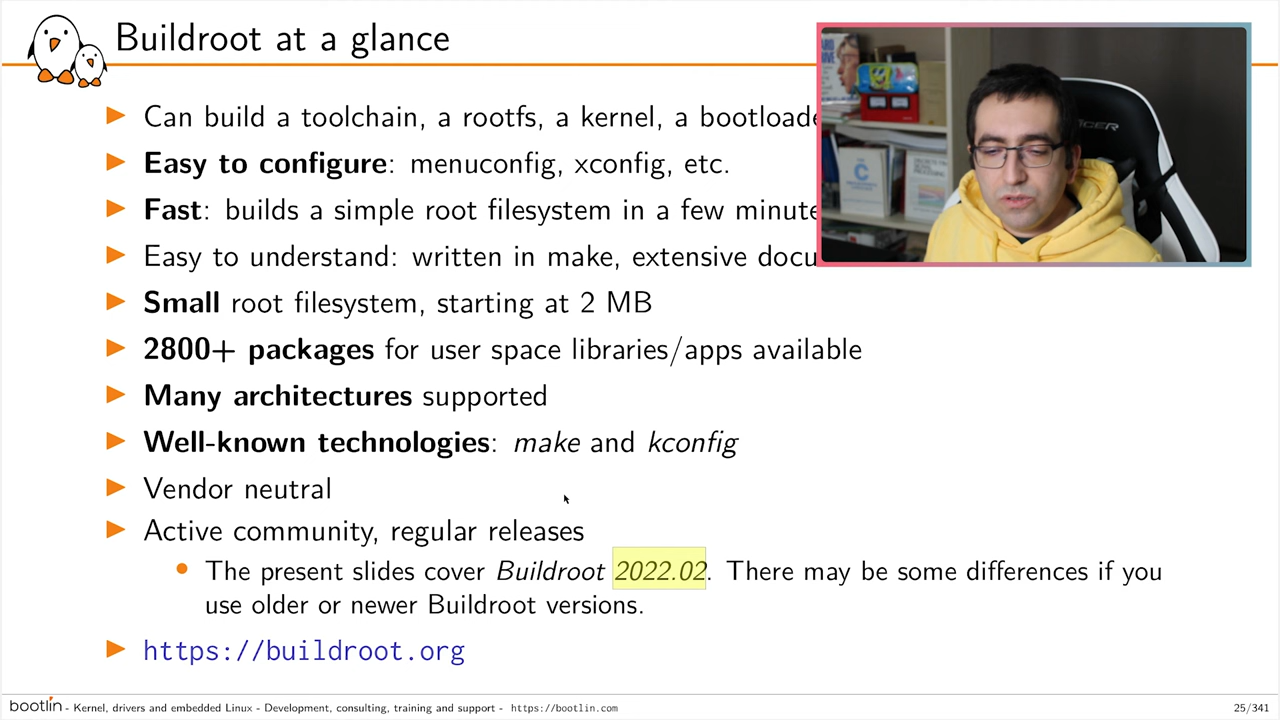 Buildroot at a glance
Can build a toolchain, a rootfs, a kernel, a bootloade
Easy to configure: menuconfig, xconfig, etc.
Fast: builds a simple root filesystem in a few minute
Easy to understand: written in make, extensive docu
Small root filesystem, starting at 2 MB
2800+ packages for user space libraries/apps available
Many architectures supported
Well-known technologies: make and kconfig
Vendor neutral
Active community, regular releases
The present slides cover Buildroot 2022.02. There may be some differences if you
use older or newer Buildroot versions.
https://buildroot.org
bootlin - Kernel, drivers and embedded Linux - Development, consulting, training and support - https://bootlin.com
25/341